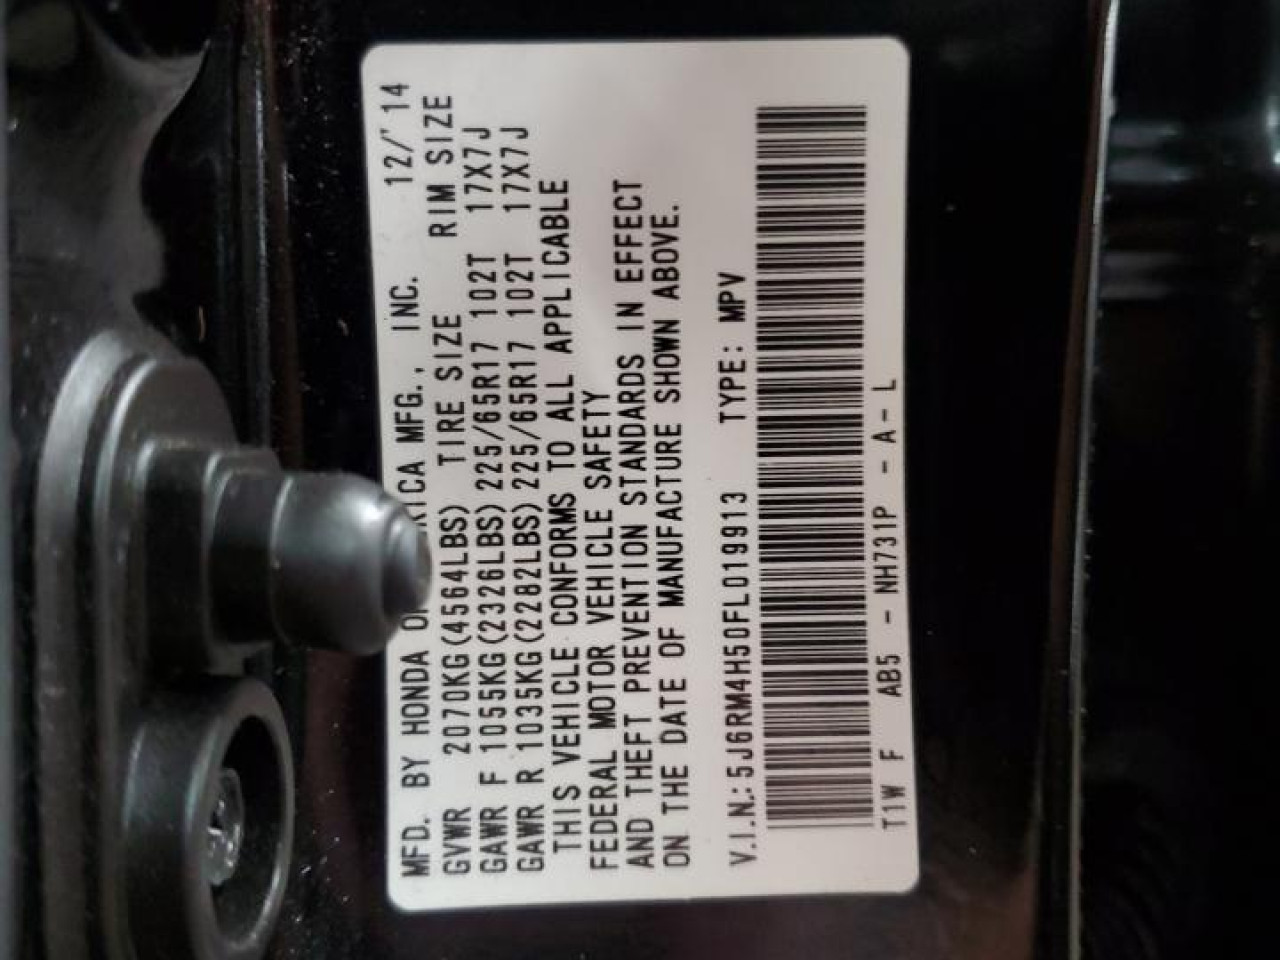 MFD. BY HONDA OF AMERICA MFG., INC. 12/'14
GVWR 2070KG(4564LBS) TIRE SIZE RIM SIZE
GAWR F 1055KG(2326LBS) 225/65R17 102T 17X7J
GAWR R 1035KG(2282LBS) 225/65R17 102T 17X7J
THIS VEHICLE CONFORMS TO ALL APPLICABLE
FEDERAL MOTOR VEHICLE SAFETY
AND THEFT PREVENTION STANDARDS IN EFFECT
ON THE DATE OF MANUFACTURE SHOWN ABOVE.
V.I.N.: 5J6RM4H50FL019913 TYPE: MPV
T1W F AB5 - NH731P - A - L